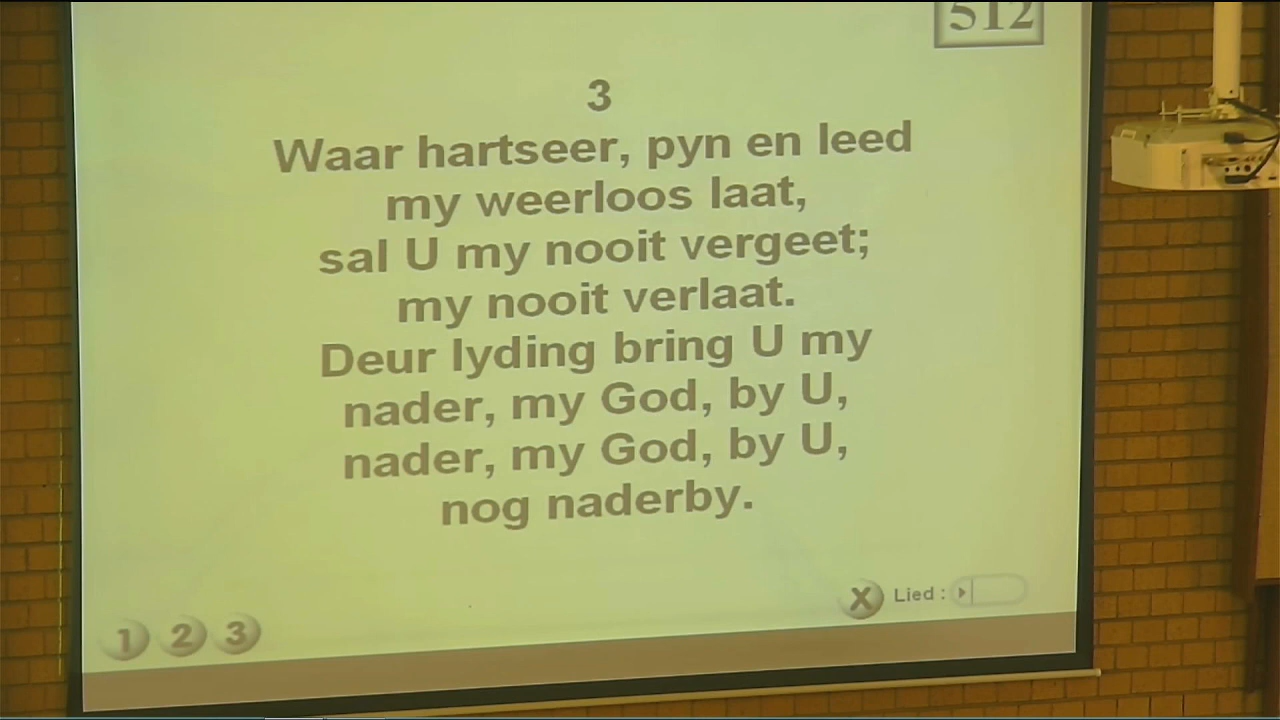 512
3
Waar hartseer, pyn en leed
my weerloos laat,
sal U my nooit vergeet;
my nooit verlaat.
Deur lyding bring U my
nader, my God, by U,
nader, my God, by U,
nog naderby.
X Lied :
1 2 3